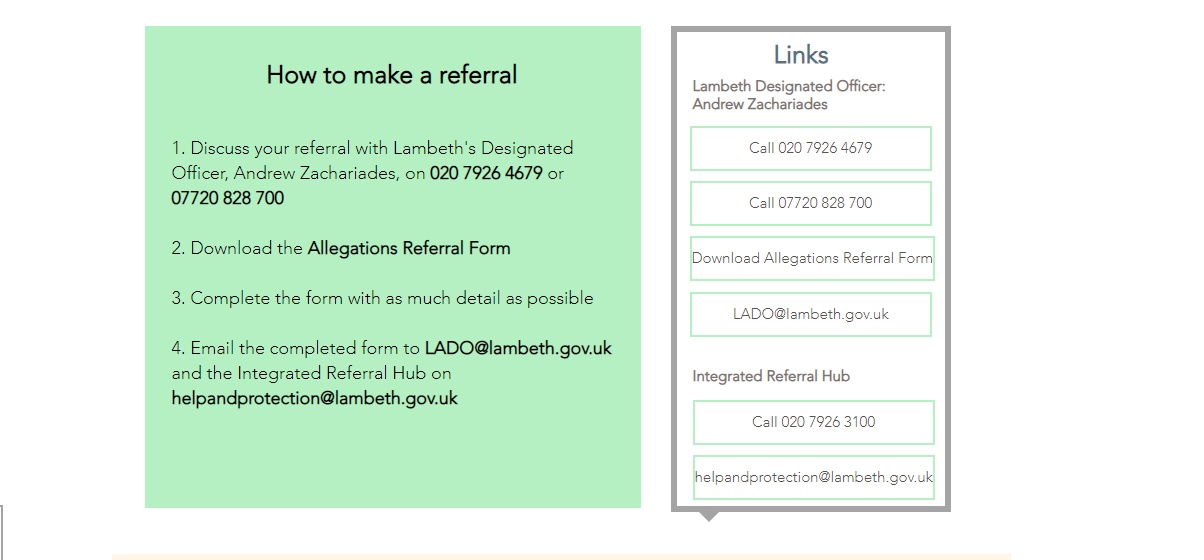 How to make a referral
1. Discuss your referral with Lambeth's Designated
Officer, Andrew Zachariades, on 020 7926 4679 or
07720 828 700
2. Download the Allegations Referral Form
3. Complete the form with as much detail as possible
4. Email the completed form to LADO@lambeth.gov.uk
and the Integrated Referral Hub on
helpandprotection@lambeth.gov.uk
Links
Lambeth Designated Officer:
Andrew Zachariades
Call 020 7926 4679
Call 07720 828 700
Download Allegations Referral Form
LADO@lambeth.gov.uk
Integrated Referral Hub
Call 020 7926 3100
helpandprotection@lambeth.gov.uk